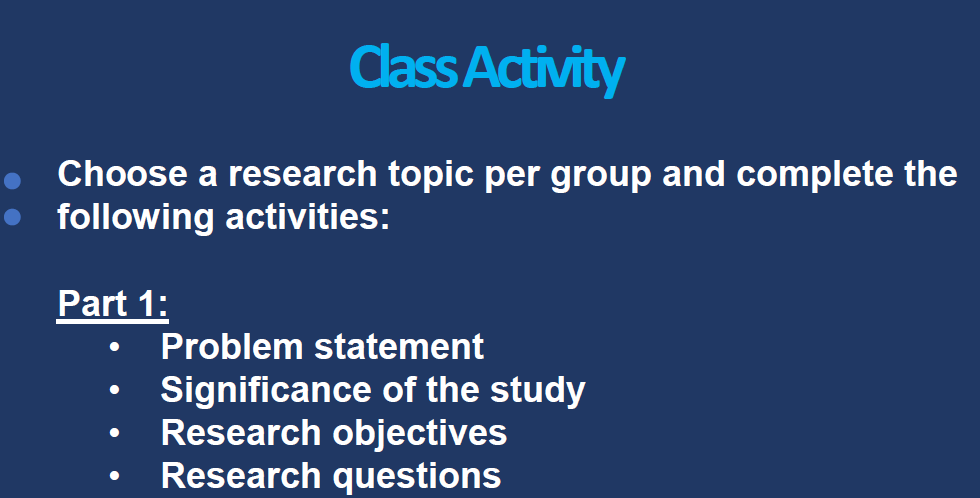 Class Activity
Choose a research topic per group and complete the
following activities:
Part 1:
• Problem statement
• Significance of the study
• Research objectives
• Research questions